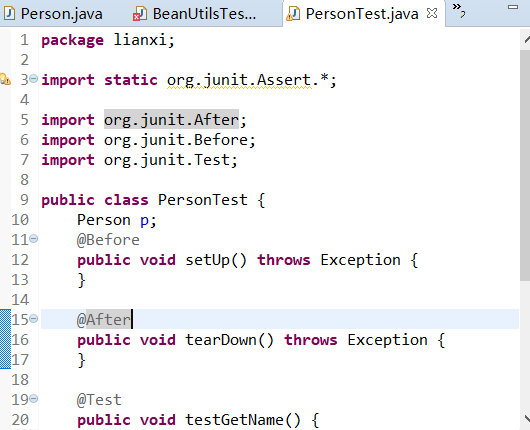 Person.java BeanUtilsTes... PersonTest.java »2
1 package lianxi;
2
3 import static org.junit.Assert.*;
4
5 import org.junit.After;
6 import org.junit.Before;
7 import org.junit.Test;
8
9 public class PersonTest {
10 Person p;
11 @Before
12 public void setUp() throws Exception {
13 }
14
15 @After
16 public void tearDown() throws Exception {
17 }
18
19 @Test
20 public void testGetName() {